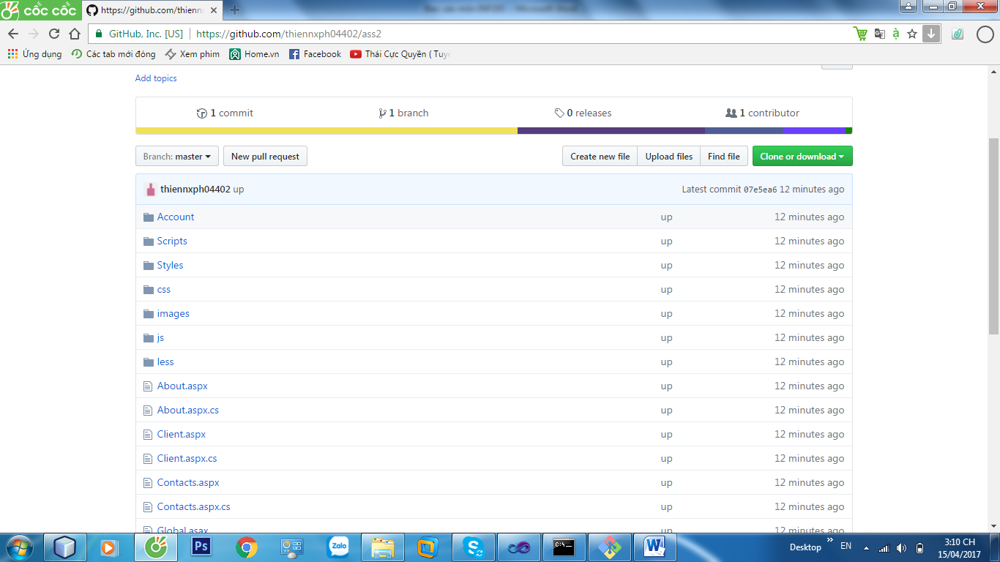 cốc cốc
https://github.com/thienn
GitHub, Inc. [US] https://github.com/thiennxph04402/ass2
Ứng dụng Các tab mới đóng Xem phim Home.vn Facebook Thái Cực Quyền ( Tuyệ
Add topics
1 commit 1 branch 0 releases 1 contributor
Branch: master New pull request Create new file Upload files Find file Clone or download
thiennxph04402 up Latest commit 07e5ea6 12 minutes ago
Account up 12 minutes ago
Scripts up 12 minutes ago
Styles up 12 minutes ago
css up 12 minutes ago
images up 12 minutes ago
js up 12 minutes ago
less up 12 minutes ago
About.aspx up 12 minutes ago
About.aspx.cs up 12 minutes ago
Client.aspx up 12 minutes ago
Client.aspx.cs up 12 minutes ago
Contacts.aspx up 12 minutes ago
Contacts.aspx.cs up 12 minutes ago
Global.asax up 12 minutes ago
Ps Zalo C:\ W Desktop EN 3:10 CH
15/04/2017